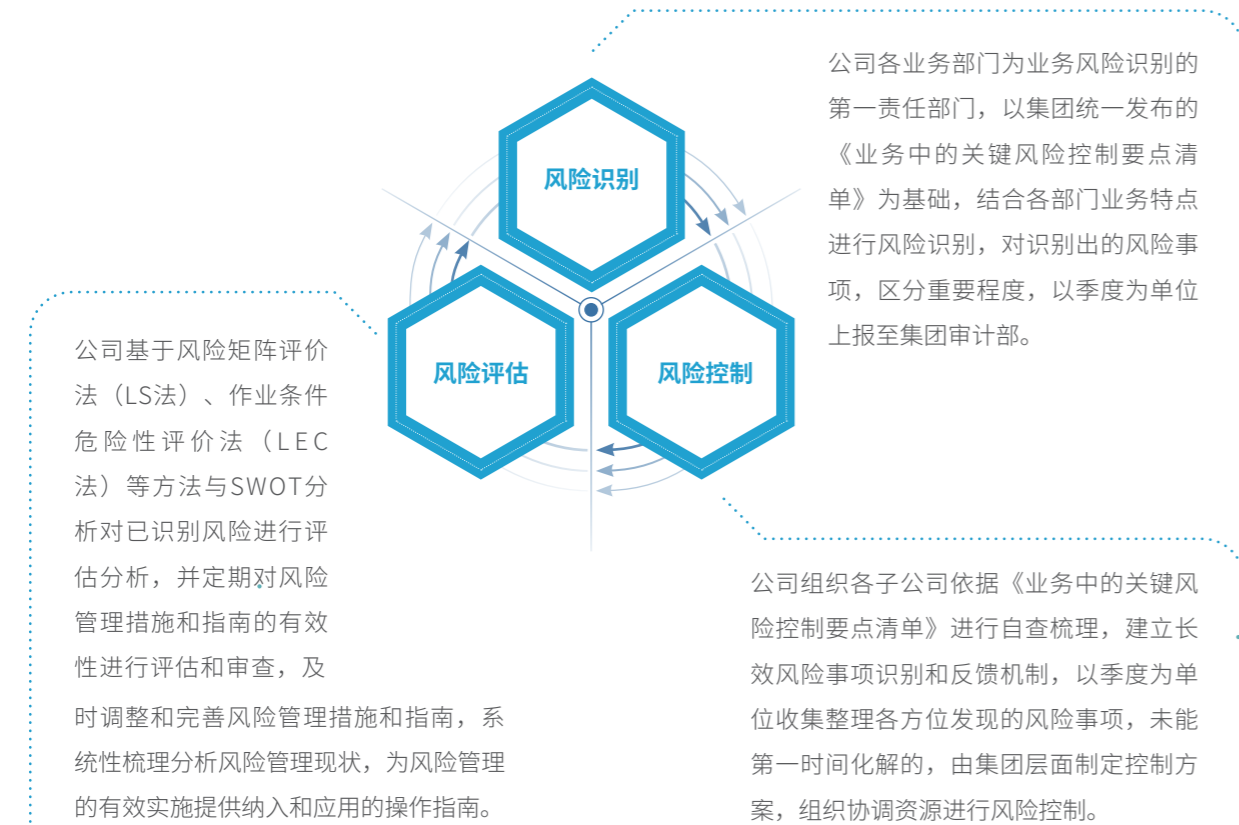 风险识别
公司各业务部门为业务风险识别的
第一责任部门，以集团统一发布的
《业务中的关键风险控制要点清
单》为基础，结合各部门业务特点
进行风险识别，对识别出的风险事
项，区分重要程度，以季度为单位
上报至集团审计部。
风险评估
公司基于风险矩阵评价
法（LS法）、作业条件
危险性评价法（LEC
法）等方法与SWOT分
析对已识别风险进行评
估分析，并定期对风险
管理措施和指南的有效
性进行评估和审查，及
时调整和完善风险管理措施和指南，系
统性梳理分析风险管理现状，为风险管理
的有效实施提供纳入和应用的操作指南。
风险控制
公司组织各子公司依据《业务中的关键风
险控制要点清单》进行自查梳理，建立长
效风险事项识别和反馈机制，以季度为单
位收集整理各方位发现的风险事项，未能
第一时间化解的，由集团层面制定控制方
案，组织协调资源进行风险控制。